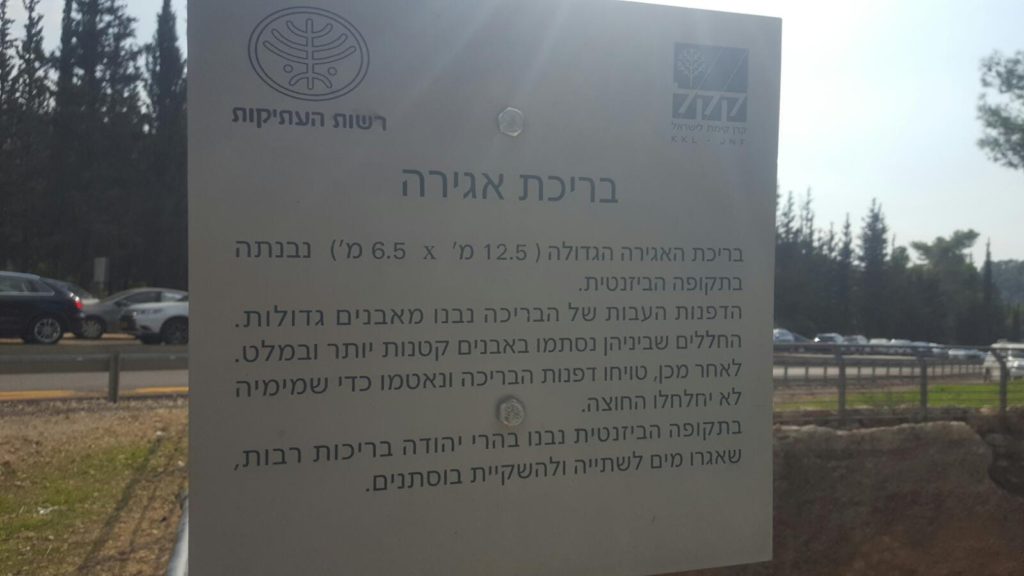 רשות העתיקות
קק"ל
קרן קימת לישראל
KKL - JNF
בריכת אגירה
בריכת האגירה הגדולה ( 12.5 מ' x 6.5 מ') נבנתה
בתקופה הביזנטית.
הדפנות העבות של הבריכה נבנו מאבנים גדולות.
החללים שביניהן נסתמו באבנים קטנות יותר ובמלט.
לאחר מכן, טויחו דפנות הבריכה ונאטמו כדי שמימיה
לא יחלחלו החוצה.
בתקופה הביזנטית נבנו בהרי יהודה בריכות רבות,
שאגרו מים לשתייה ולהשקיית בוסתנים.